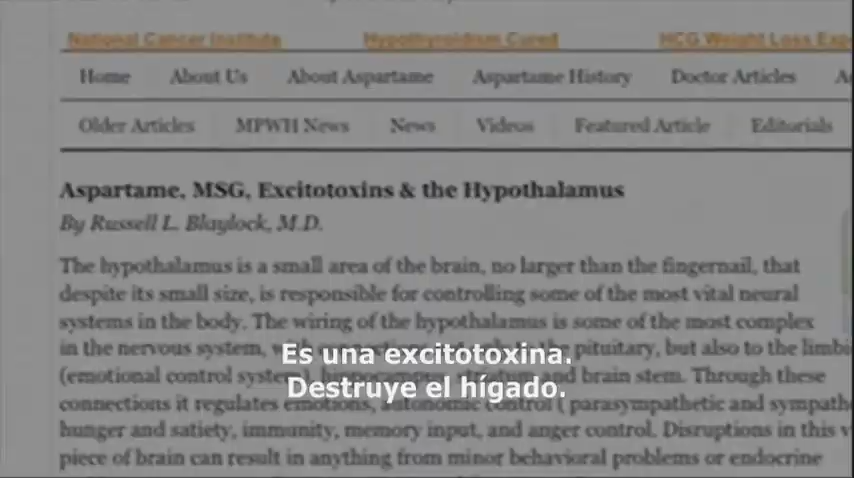 National Cancer Institute Hypothyroidism Cured HCG Weight Loss Exp
Home About Us About Aspartame Aspartame History Doctor Articles A
Older Articles MPWH News News Videos Featured Article Editorials
Aspartame, MSG, Excitotoxins & the Hypothalamus
By Russell L. Blaylock, M.D.
The hypothalamus is a small area of the brain, no larger than the fingernail, that
despite its small size, is responsible for controlling some of the most vital neural
systems in the body. The wiring of the hypothalamus is some of the most complex
in the nervous system, pituitary, but also to the limbi
Es una excitotoxina.
(emotional control system and brain stem. Through these
Destruye el hígado.
connections it regulates emotions, autonomic control ( parasympathetic and sympath
hunger and satiety, immunity, memory input, and anger control. Disruptions in this v
piece of brain can result in anything from minor behavioral problems or endocrine